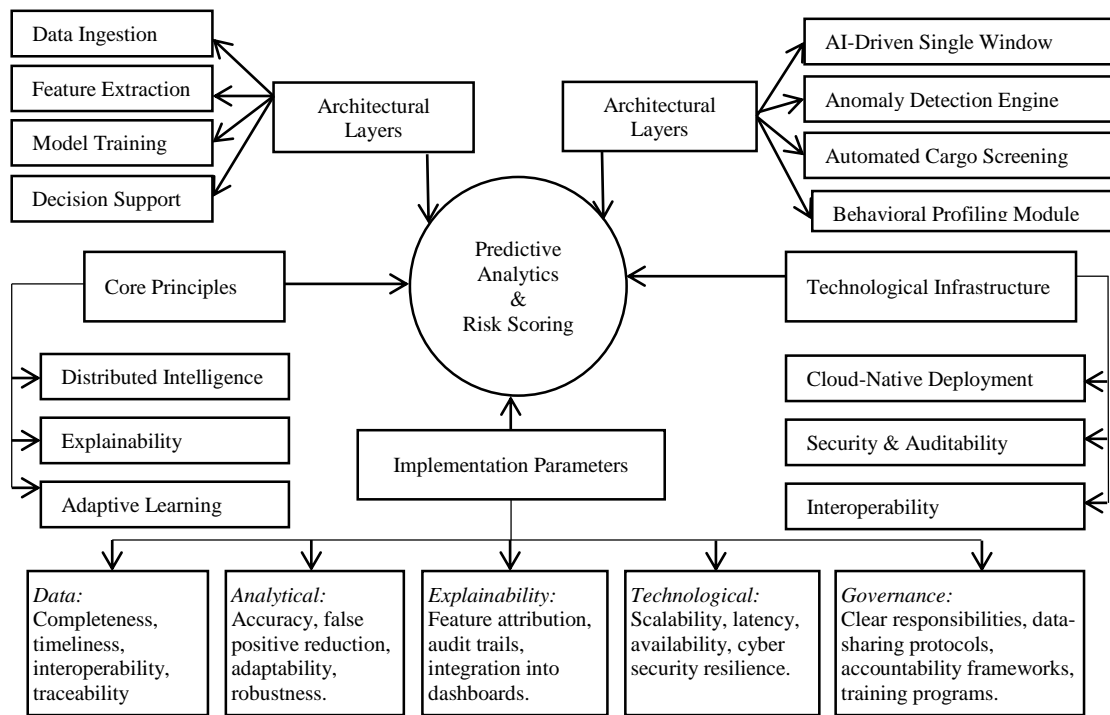 Data Ingestion
Feature Extraction
Model Training
Decision Support
Architectural
Layers
Architectural
Layers
AI-Driven Single Window
Anomaly Detection Engine
Automated Cargo Screening
Behavioral Profiling Module
Predictive
Analytics
&
Risk Scoring
Core Principles
Distributed Intelligence
Explainability
Adaptive Learning
Technological Infrastructure
Cloud-Native Deployment
Security & Auditability
Interoperability
Implementation Parameters
Data:
Completeness,
timeliness,
interoperability,
traceability
Analytical:
Accuracy, false
positive reduction,
adaptability,
robustness.
Explainability:
Feature attribution,
audit trails,
integration into
dashboards.
Technological:
Scalability, latency,
availability, cyber
security resilience.
Governance:
Clear responsibilities, data-
sharing protocols,
accountability frameworks,
training programs.